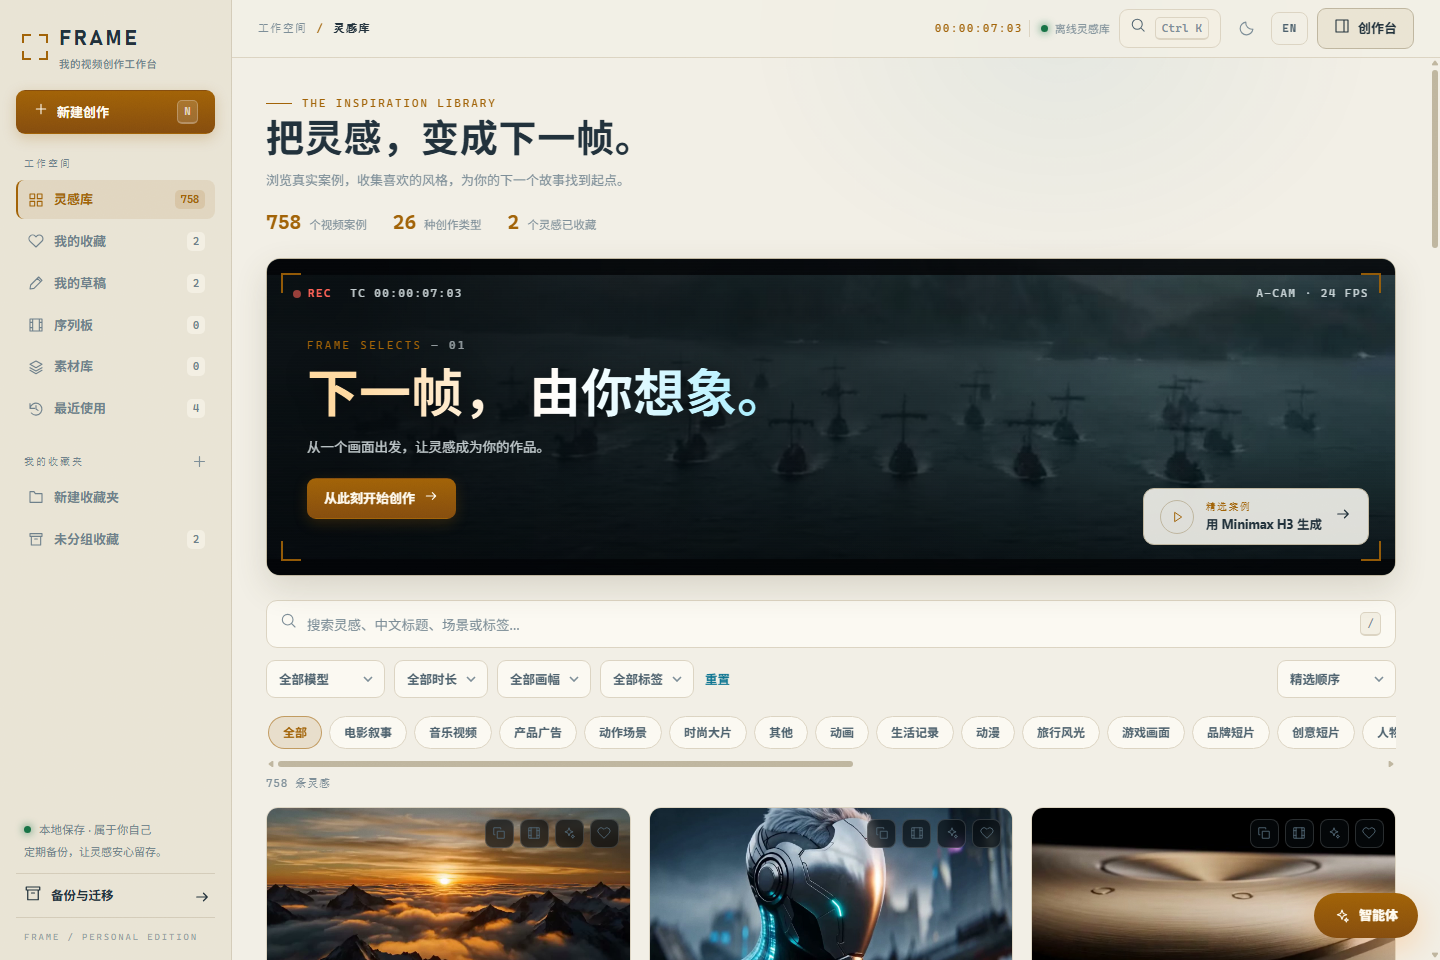 FRAME
我的视频创作工作台
新建创作 N
工作空间
灵感库 758
我的收藏 2
我的草稿 2
序列板 0
素材库 0
最近使用 4
我的收藏夹
新建收藏夹
未分组收藏 2
本地保存 · 属于你自己
定期备份，让灵感安心留存。
备份与迁移
FRAME / PERSONAL EDITION
工作空间 / 灵感库
00:00:07:03 离线灵感库 Ctrl K EN 创作台
THE INSPIRATION LIBRARY
把灵感，变成下一帧。
浏览真实案例，收集喜欢的风格，为你的下一个故事找到起点。
758 个视频案例 26 种创作类型 2 个灵感已收藏
REC TC 00:00:07:03 A-CAM · 24 FPS
FRAME SELECTS — 01
下一帧， 由你想象。
从一个画面出发，让灵感成为你的作品。
从此刻开始创作
精选案例
用 Minimax H3 生成
搜索灵感、中文标题、场景或标签... /
全部模型 全部时长 全部画幅 全部标签 重置 精选顺序
全部 电影叙事 音乐视频 产品广告 动作场景 时尚大片 其他 动画 生活记录 动漫 旅行风光 游戏画面 品牌短片 创意短片 人物
758 条灵感
智能体